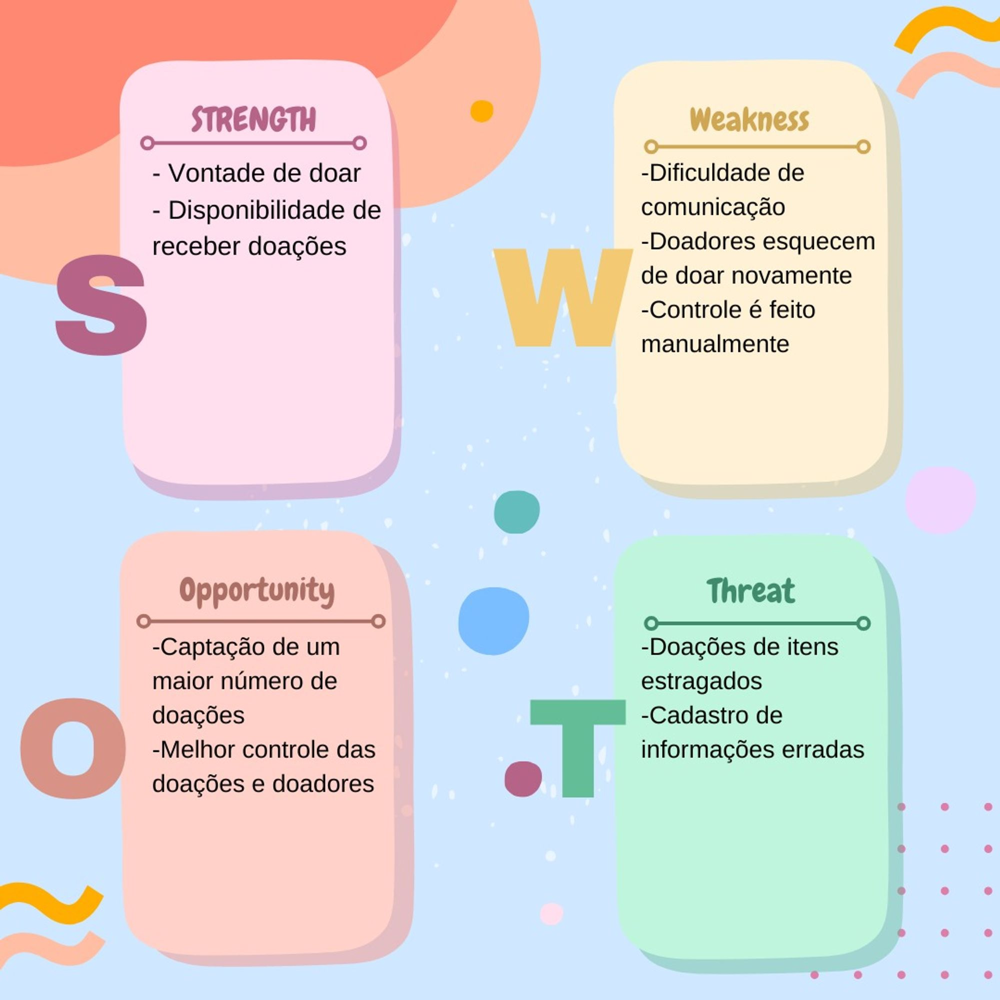 STRENGTH
- Vontade de doar
- Disponibilidade de
receber doações
S
Weakness
-Dificuldade de
comunicação
-Doadores esquecem
de doar novamente
-Controle é feito
manualmente
W
Opportunity
-Captação de um
maior número de
doações
-Melhor controle das
doações e doadores
O
Threat
-Doações de itens
estragados
-Cadastro de
informações erradas
T